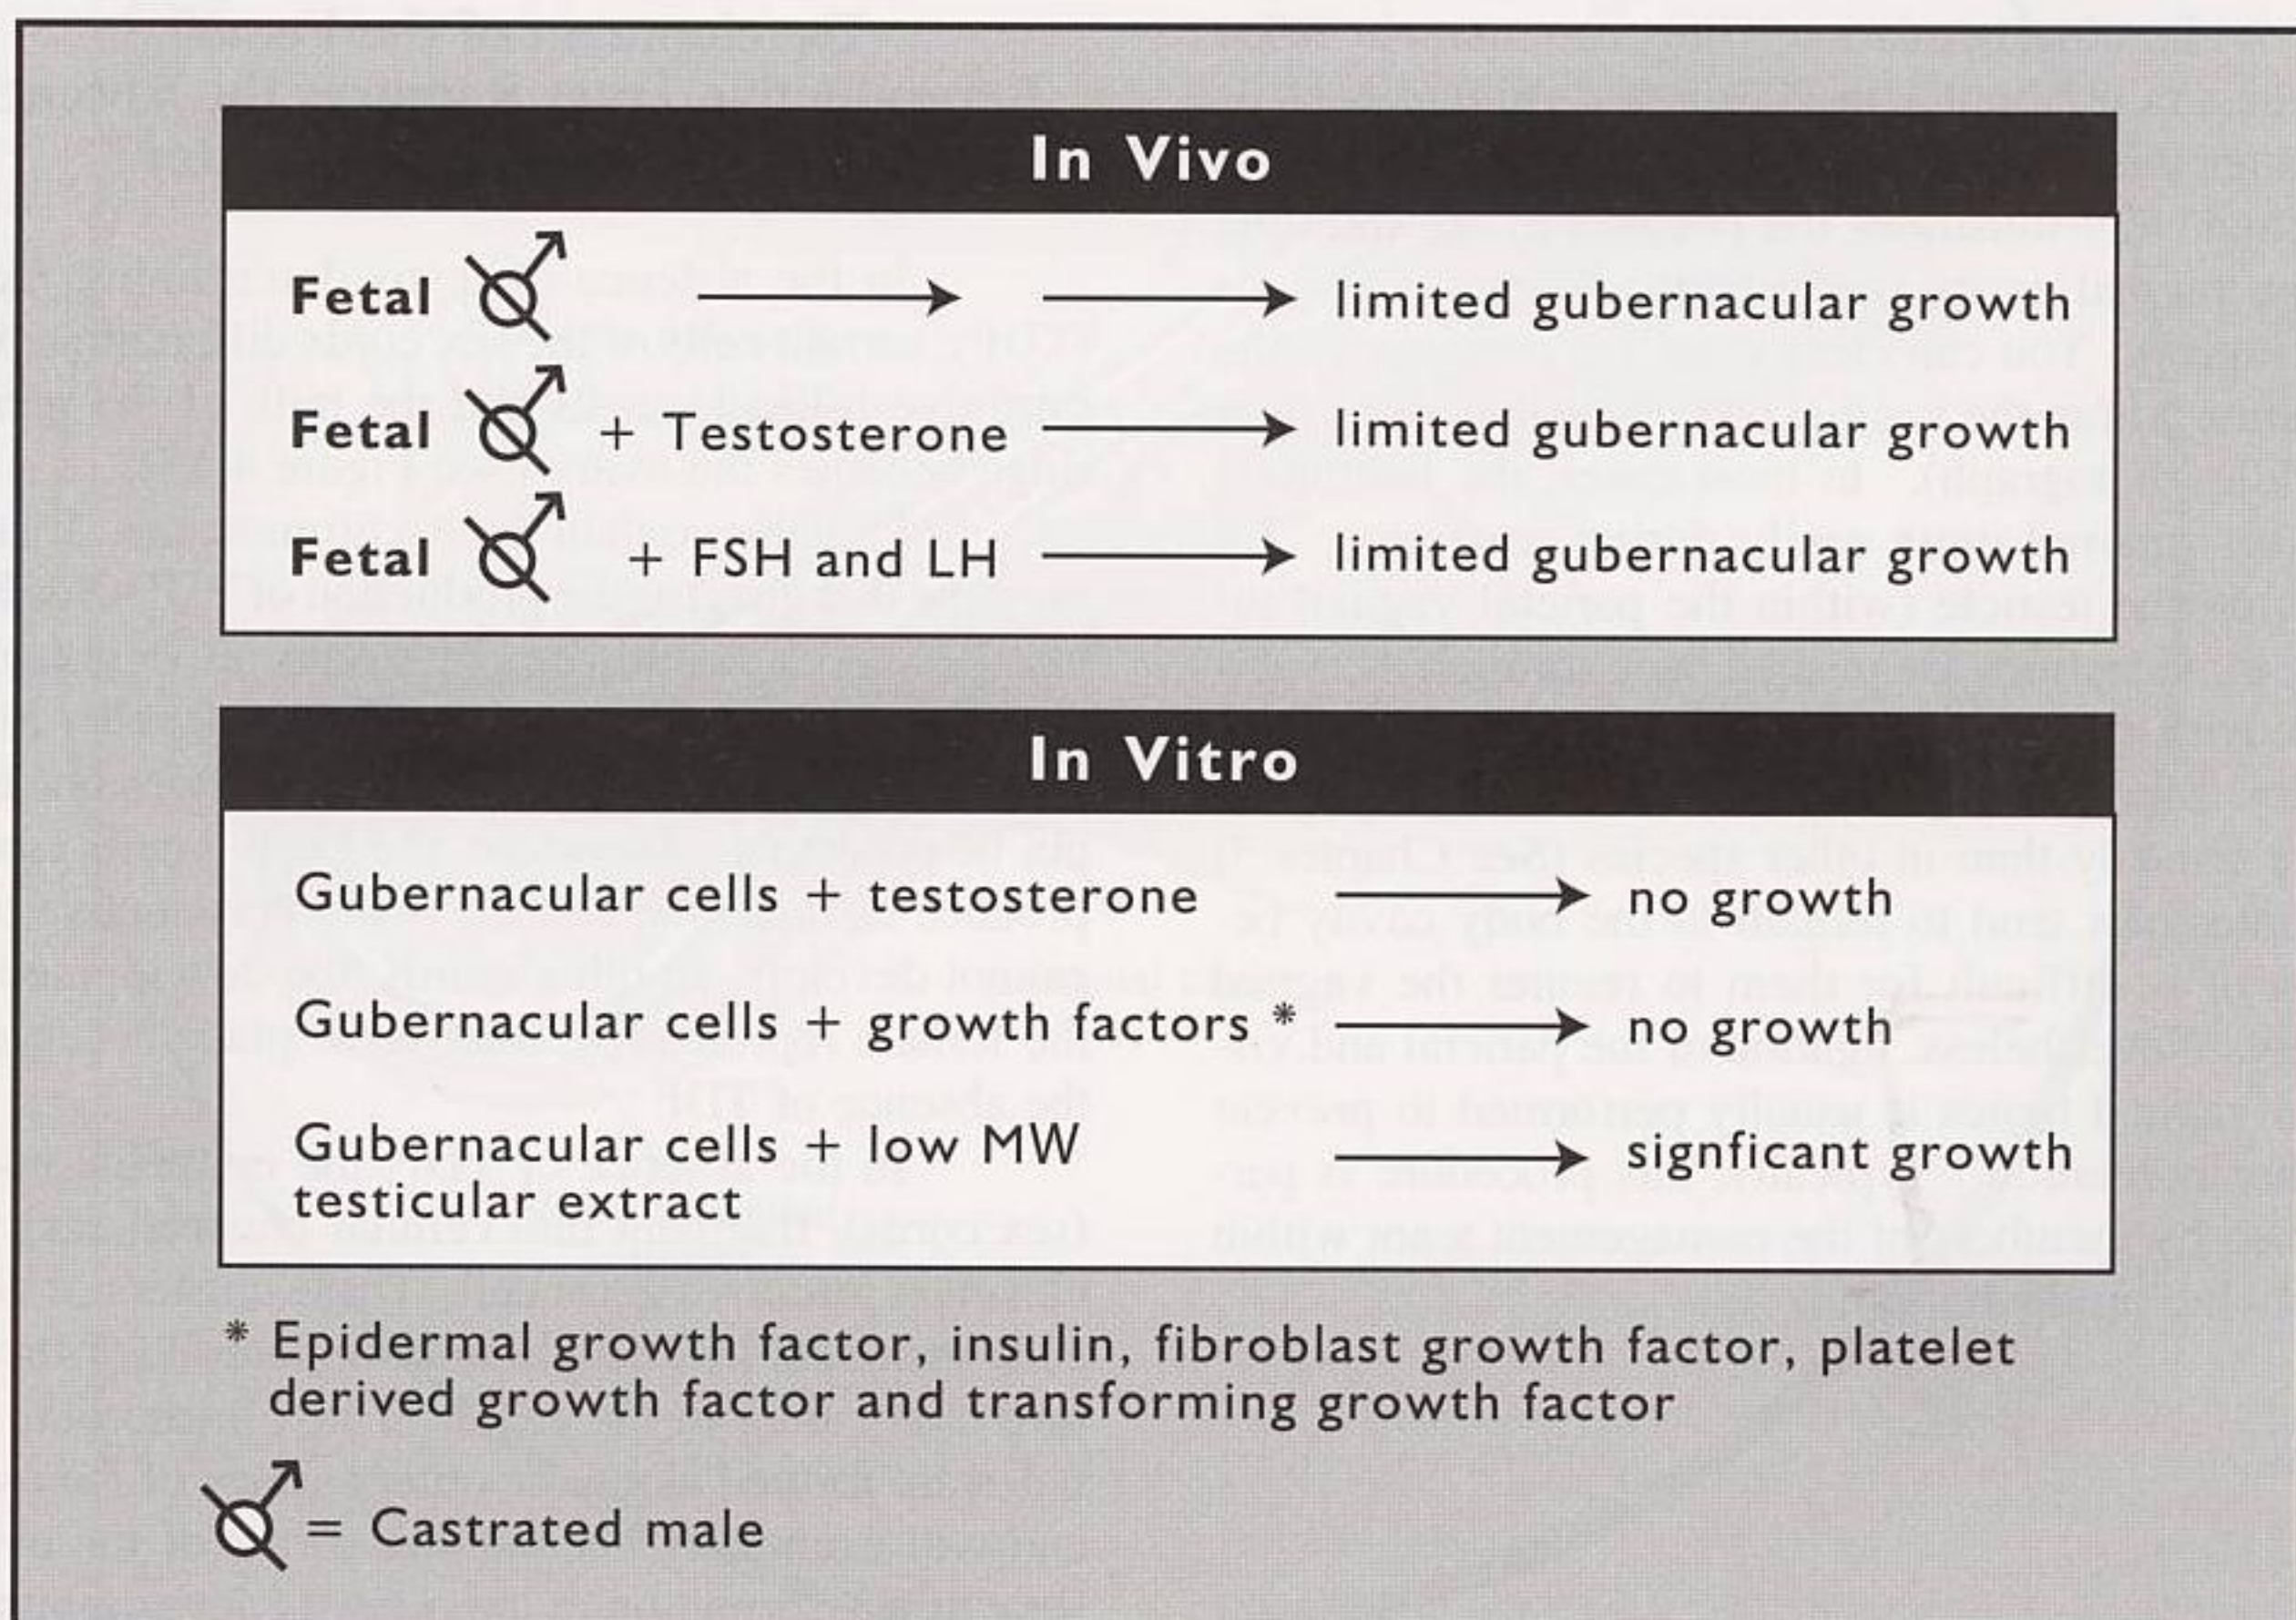 In Vivo
Fetal ⟶ ⟶ limited gubernacular growth
Fetal + Testosterone ⟶ limited gubernacular growth
Fetal + FSH and LH ⟶ limited gubernacular growth
In Vitro
Gubernacular cells + testosterone ⟶ no growth
Gubernacular cells + growth factors * ⟶ no growth
Gubernacular cells + low MW ⟶ signficant growth
testicular extract
* Epidermal growth factor, insulin, fibroblast growth factor, platelet
derived growth factor and transforming growth factor
= Castrated male